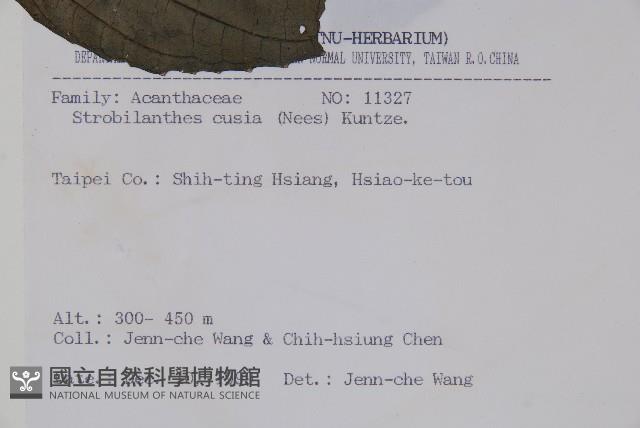 TNU-HERBARIUM)
NORMAL UNIVERSITY, TAIWAN R.O.CHINA
Family: Acanthaceae NO: 11327
Strobilanthes cusia (Nees) Kuntze.
Taipei Co.: Shih-ting Hsiang, Hsiao-ke-tou
Alt.: 300- 450 m
Coll.: Jenn-che Wang & Chih-hsiung Chen
Det.: Jenn-che Wang
國立自然科學博物館
NATIONAL MUSEUM OF NATURAL SCIENCE